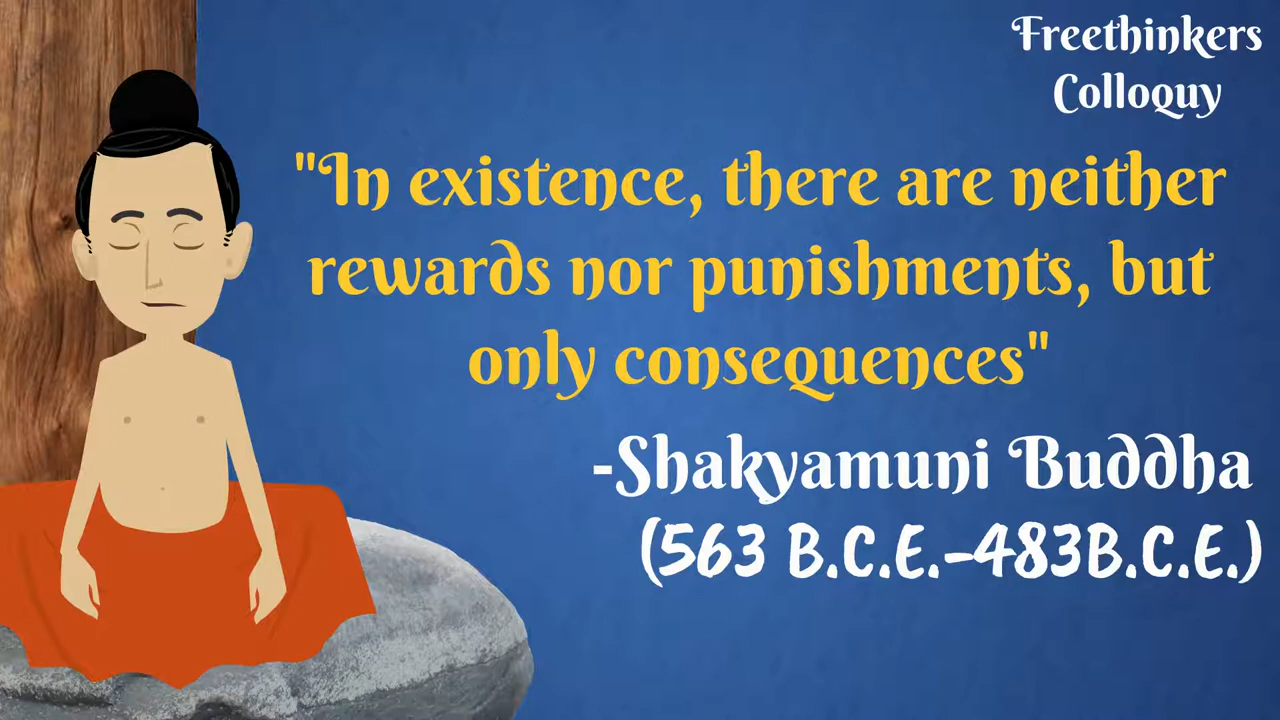 Freethinkers
Colloquy
"In existence, there are neither
rewards nor punishments, but
only consequences"
-Shakyamuni Buddha
(563 B.C.E.-483B.C.E.)